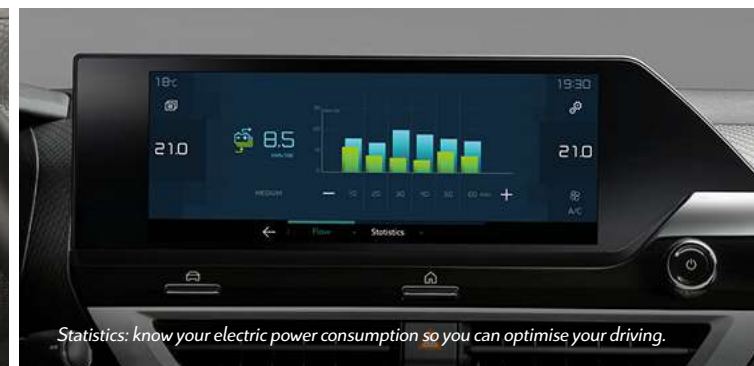 18°c
19:30
21.0
8.5
21.0
MEDIUM
— 10 20 30 40 50 60 min +
A/C
← Flow Statistics
Statistics: know your electric power consumption so you can optimise your driving.